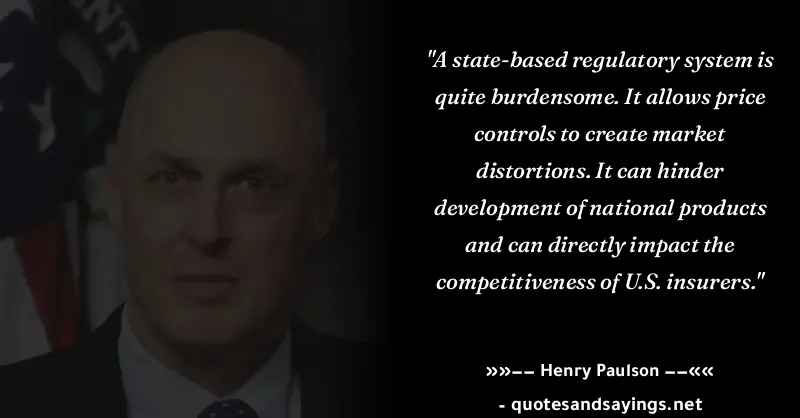 ENT
"A state-based regulatory system is
quite burdensome. It allows price
controls to create market
distortions. It can hinder
development of national products
and can directly impact the
competitiveness of U.S. insurers."
»»–– Henry Paulson ––««
- quotesandsayings.net